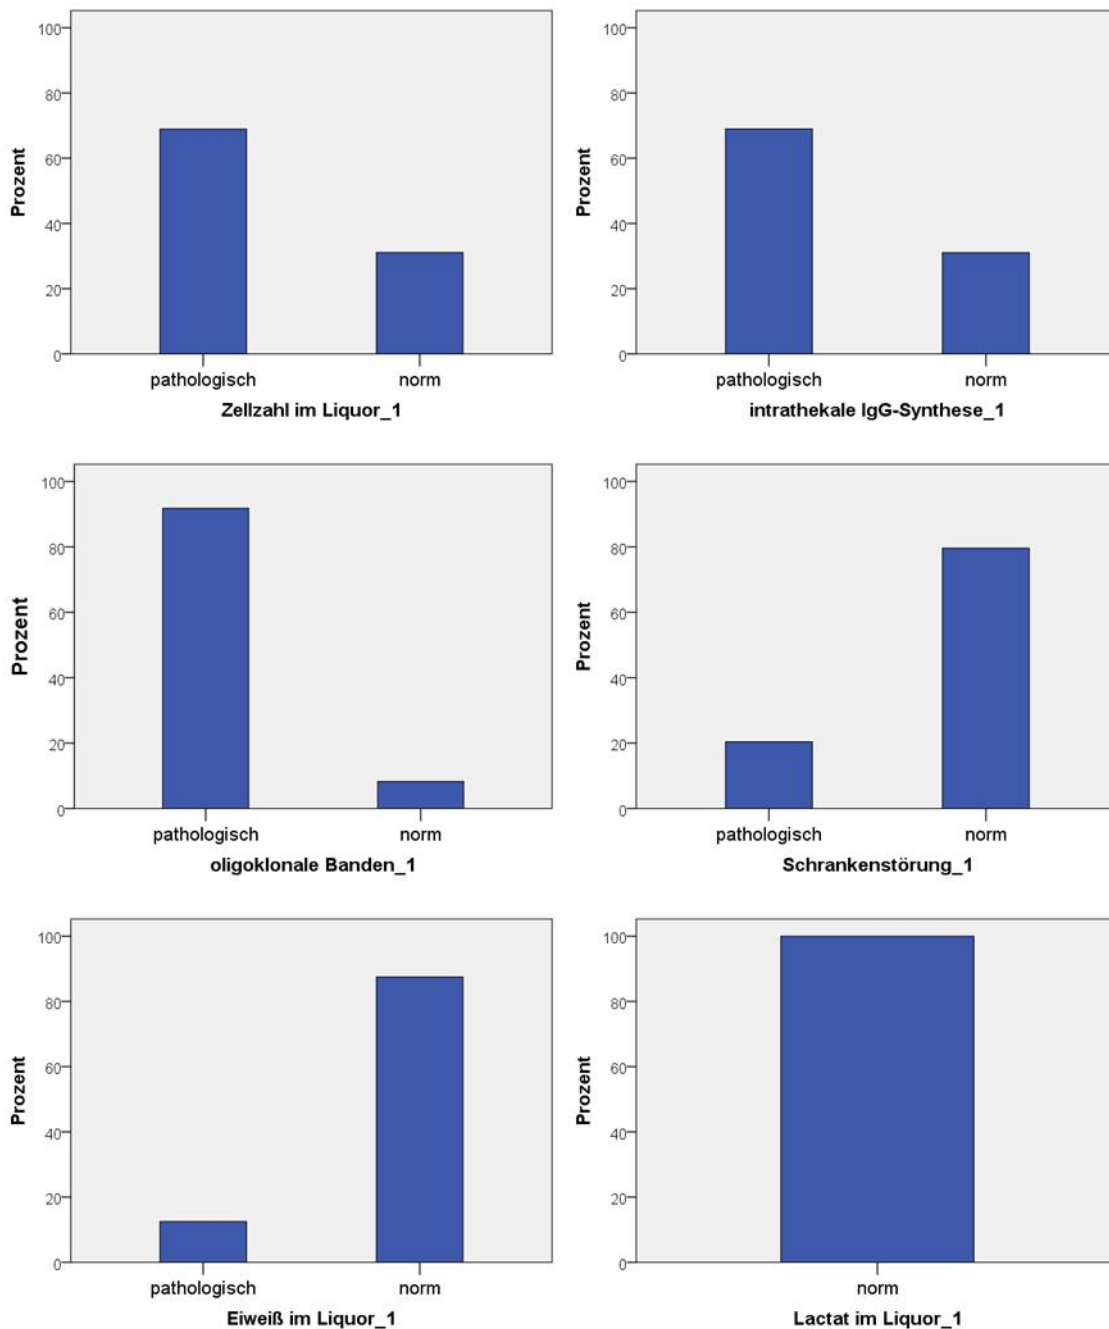 100
80
60
40
20
0
Prozent
pathologisch norm
Zellzahl im Liquor_1
100
80
60
40
20
0
Prozent
pathologisch norm
intrathekale IgG-Synthese_1
100
80
60
40
20
0
Prozent
pathologisch norm
oligoklonale Banden_1
100
80
60
40
20
0
Prozent
pathologisch norm
Schrankenstörung_1
100
80
60
40
20
0
Prozent
pathologisch norm
Eiweiß im Liquor_1
100
80
60
40
20
0
Prozent
norm
Lactat im Liquor_1